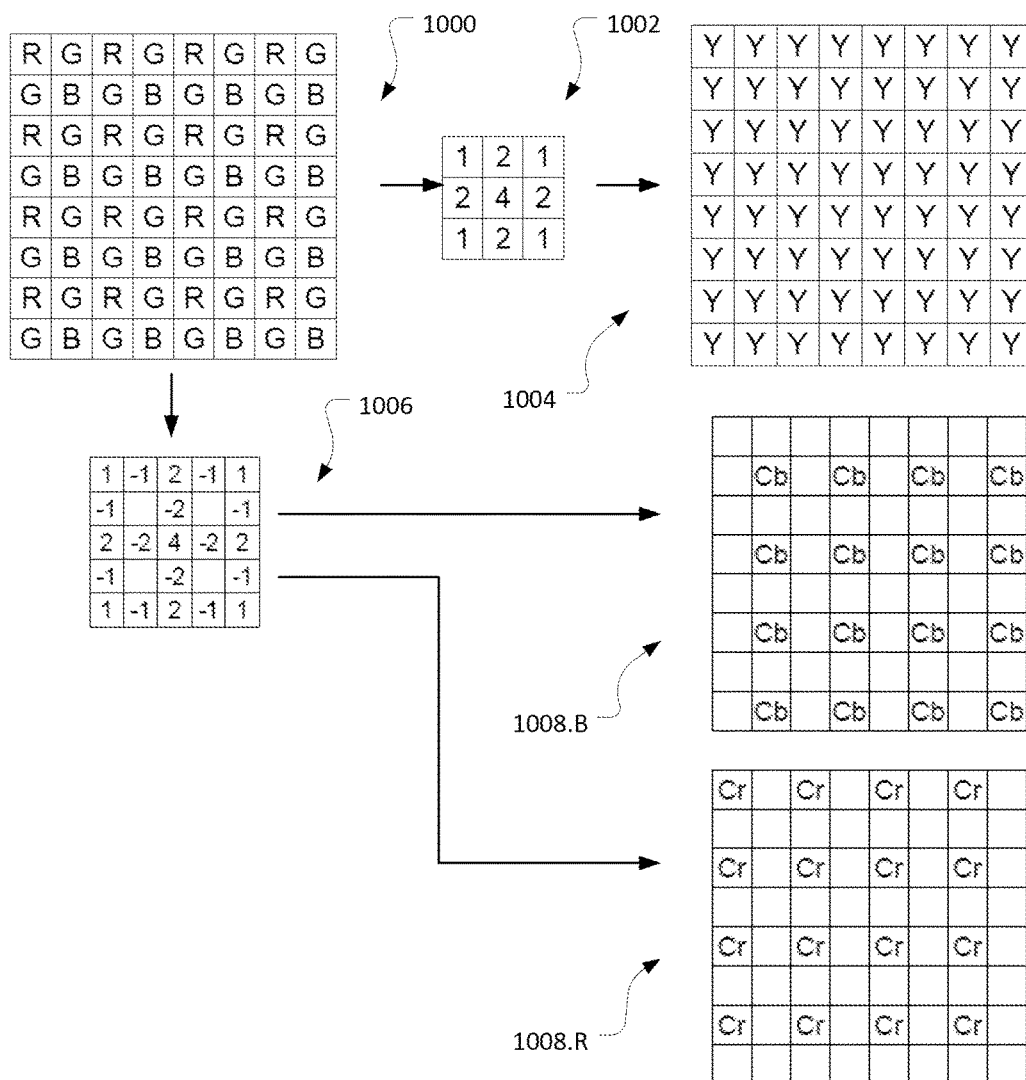 1000
1002
R G R G R G R G
G B G B G B G B
R G R G R G R G
G B G B G B G B
R G R G R G R G
G B G B G B G B
R G R G R G R G
G B G B G B G B
1 2 1
2 4 2
1 2 1
Y Y Y Y Y Y Y Y
Y Y Y Y Y Y Y Y
Y Y Y Y Y Y Y Y
Y Y Y Y Y Y Y Y
Y Y Y Y Y Y Y Y
Y Y Y Y Y Y Y Y
Y Y Y Y Y Y Y Y
Y Y Y Y Y Y Y Y
1004
1006
1 -1 2 -1 1
-1 -2 -1
2 -2 4 -2 2
-1 -2 -1
1 -1 2 -1 1
Cb Cb Cb Cb
Cb Cb Cb Cb
Cb Cb Cb Cb
Cb Cb Cb Cb
1008.B
Cr Cr Cr Cr
Cr Cr Cr Cr
Cr Cr Cr Cr
Cr Cr Cr Cr
1008.R